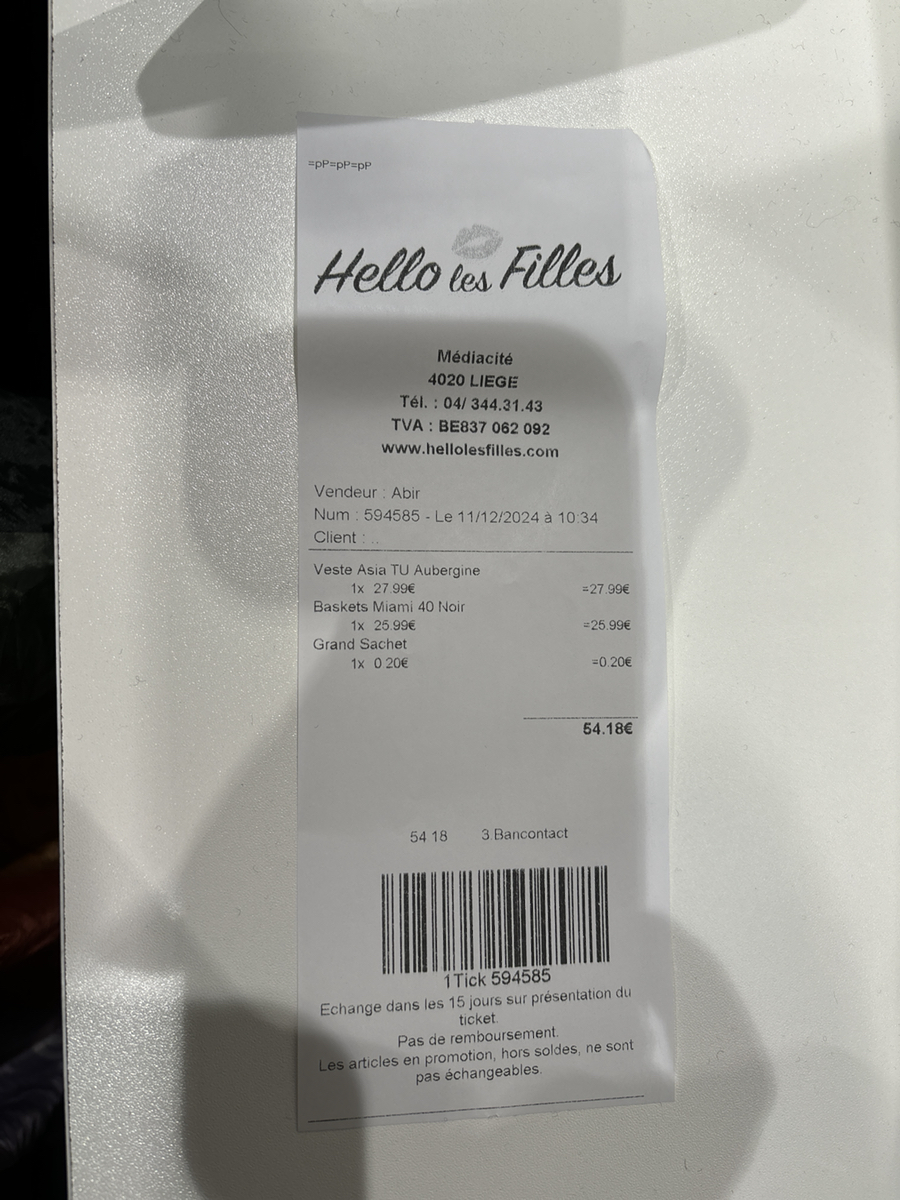 =pP=pP=pP
Hello les Filles
Médiacité
4020 LIEGE
Tél. : 04/ 344.31.43
TVA : BE837 062 092
www.hellolesfilles.com
Vendeur : Abir
Num : 594585 - Le 11/12/2024 à 10:34
Client : ..
Veste Asia TU Aubergine
1x 27.99€ =27.99€
Baskets Miami 40 Noir
1x 25.99€ =25.99€
Grand Sachet
1x 0.20€ =0.20€
54.18€
54.18 3.Bancontact
1Tick 594585
Echange dans les 15 jours sur présentation du
ticket.
Pas de remboursement.
Les articles en promotion, hors soldes, ne sont
pas échangeables.